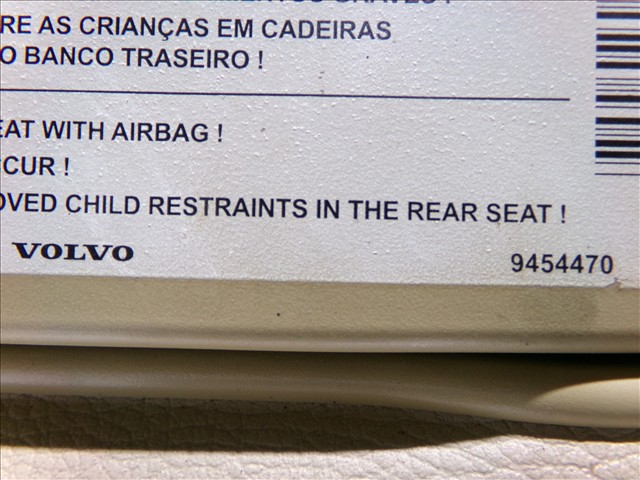 RE AS CRIANÇAS EM CADEIRAS
O BANCO TRASEIRO !
EAT WITH AIRBAG !
CUR !
OVED CHILD RESTRAINTS IN THE REAR SEAT !
VOLVO
9454470